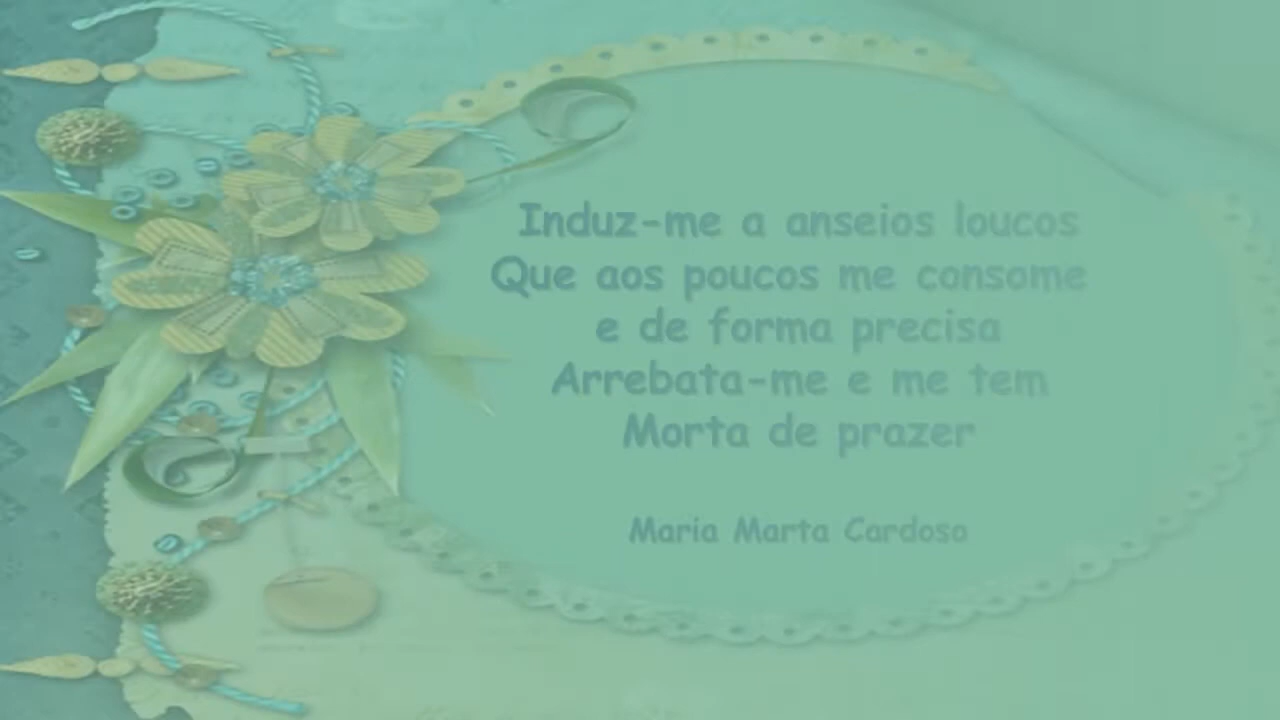 Induz-me a anseios loucos
Que aos poucos me consome
e de forma precisa
Arrebata-me e me tem
Morta de prazer
Maria Marta Cardoso